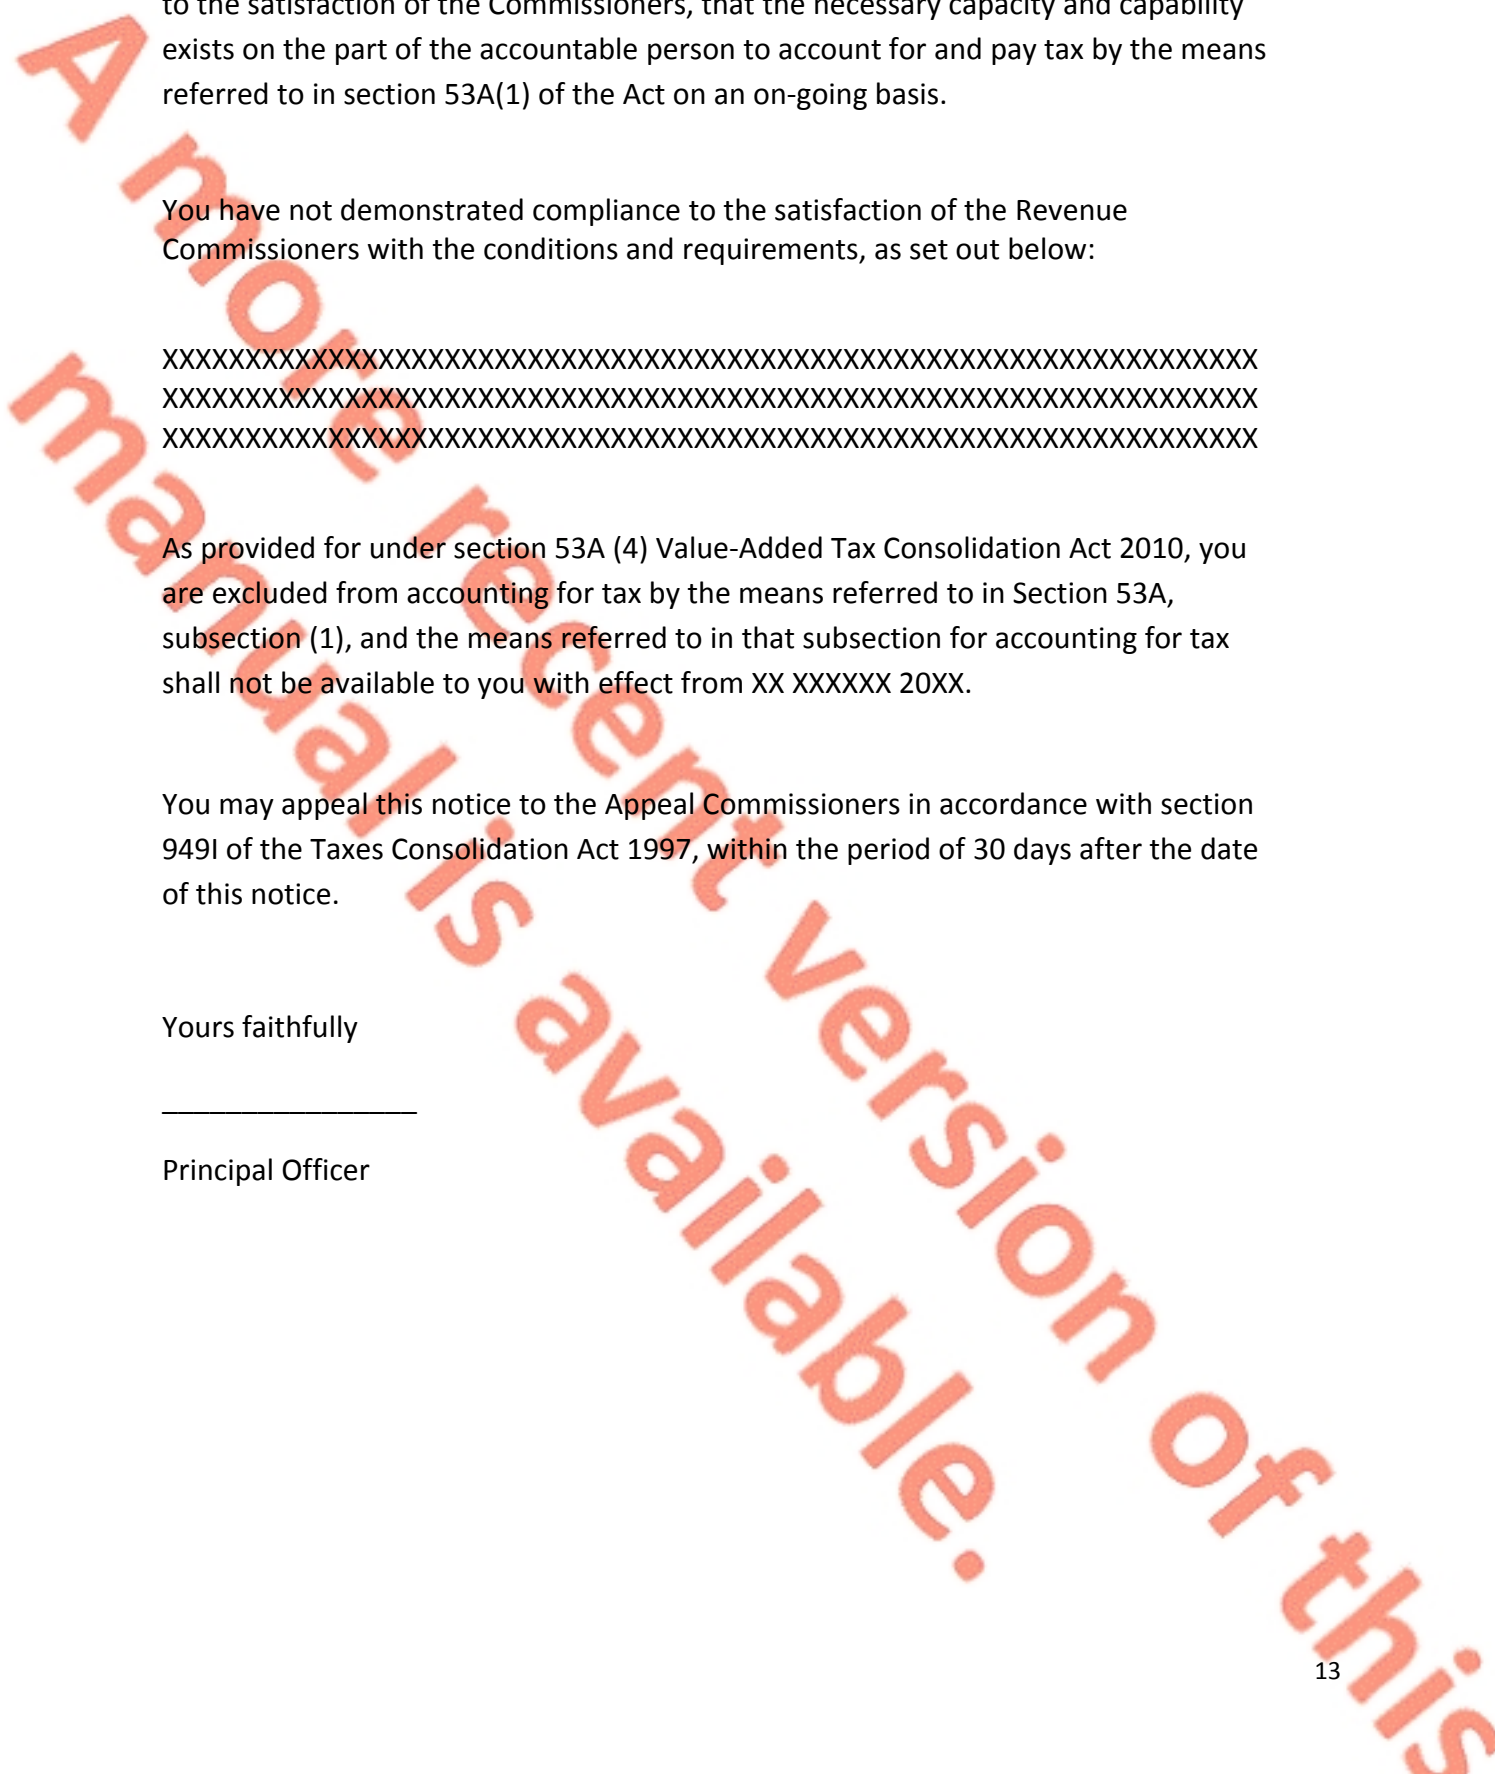 to the satisfaction of the Commissioners, that the necessary capacity and capability
exists on the part of the accountable person to account for and pay tax by the means
referred to in section 53A(1) of the Act on an on-going basis.
You have not demonstrated compliance to the satisfaction of the Revenue
Commissioners with the conditions and requirements, as set out below:
XXXXXXXXXXXXXXXXXXXXXXXXXXXXXXXXXXXXXXXXXXXXXXXXXXXXXXXXXXXXXXXXXX
XXXXXXXXXXXXXXXXXXXXXXXXXXXXXXXXXXXXXXXXXXXXXXXXXXXXXXXXXXXXXXXXXX
XXXXXXXXXXXXXXXXXXXXXXXXXXXXXXXXXXXXXXXXXXXXXXXXXXXXXXXXXXXXXXXXXX
As provided for under section 53A (4) Value-Added Tax Consolidation Act 2010, you
are excluded from accounting for tax by the means referred to in Section 53A,
subsection (1), and the means referred to in that subsection for accounting for tax
shall not be available to you with effect from XX XXXXXX 20XX.
You may appeal this notice to the Appeal Commissioners in accordance with section
949I of the Taxes Consolidation Act 1997, within the period of 30 days after the date
of this notice.
Yours faithfully
________________
Principal Officer
13
A more recent version of this
manual is available.